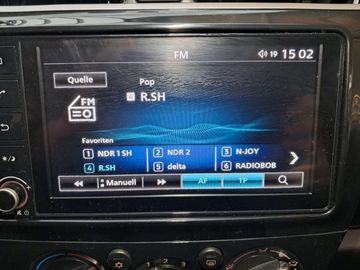 FM
19 15 02
Quelle
Pop
FM R.SH
Favoriten
1 NDR 1 SH 2 NDR 2 3 N-JOY
4 R.SH 5 delta 6 RADIOBOB
Manuell AF TP